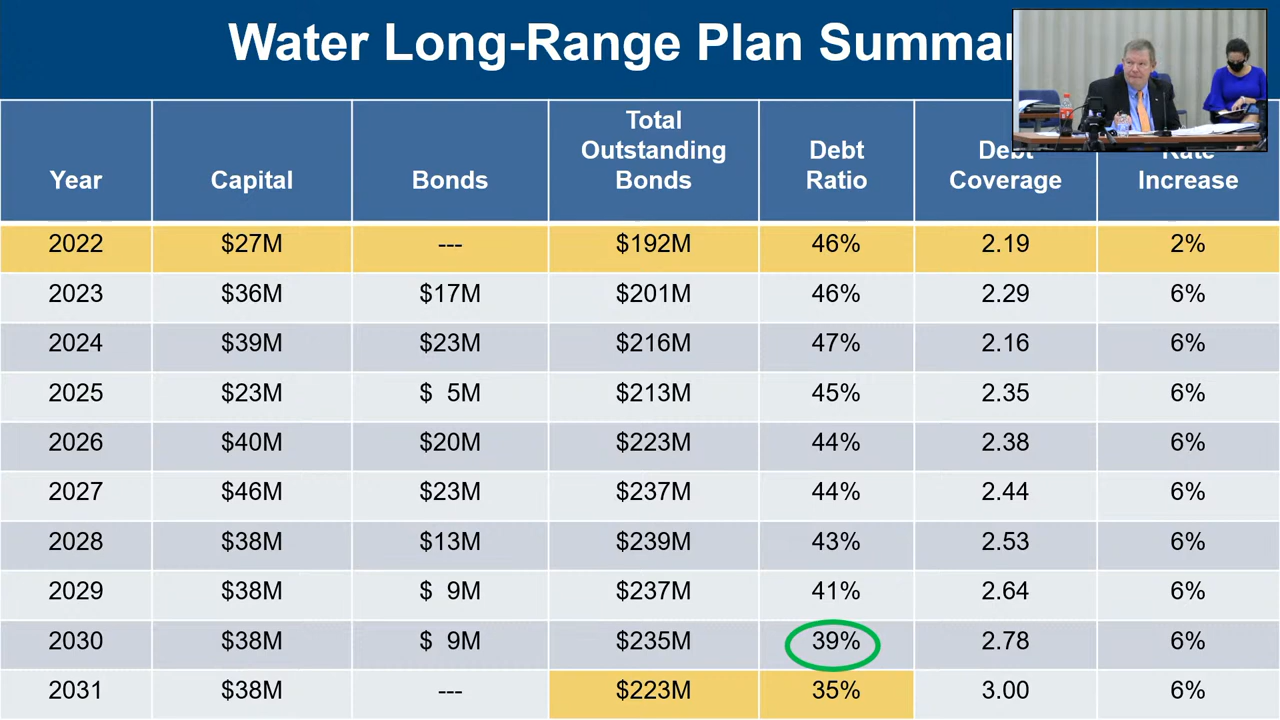 Water Long-Range Plan
Year Capital Bonds Total Outstanding Bonds Debt Ratio Debt Coverage Rate Increase
2022 $27M --- $192M 46% 2.19 2%
2023 $36M $17M $201M 46% 2.29 6%
2024 $39M $23M $216M 47% 2.16 6%
2025 $23M $ 5M $213M 45% 2.35 6%
2026 $40M $20M $223M 44% 2.38 6%
2027 $46M $23M $237M 44% 2.44 6%
2028 $38M $13M $239M 43% 2.53 6%
2029 $38M $ 9M $237M 41% 2.64 6%
2030 $38M $ 9M $235M 39% 2.78 6%
2031 $38M --- $223M 35% 3.00 6%